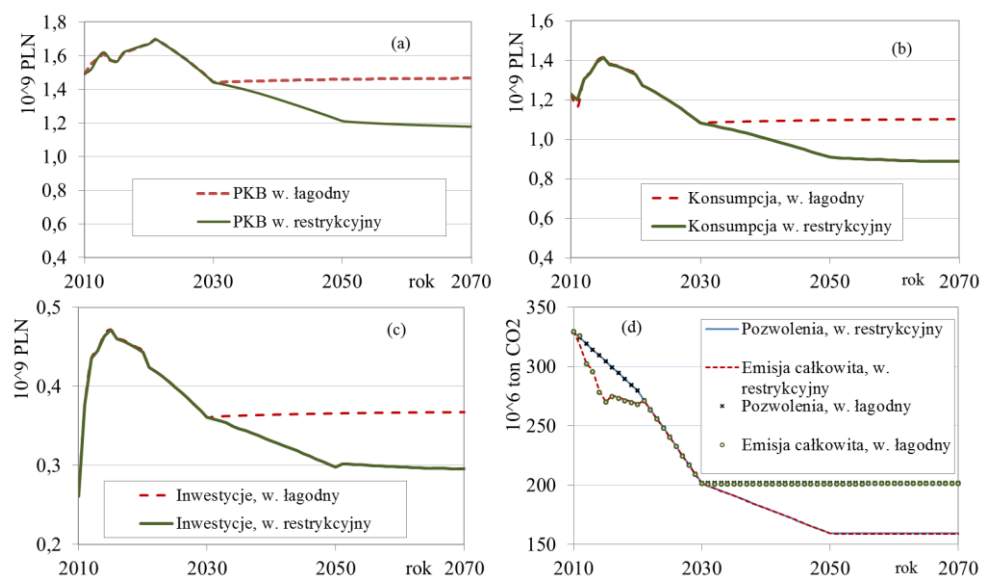 (a)
10^9 PLN
1,8
1,6
1,4
1,2
1,0
0,8
0,6
0,4
PKB w. łagodny
PKB w. restrykcyjny
2010
2030
2050
rok
2070
(b)
10^9 PLN
1,6
1,4
1,2
1,0
0,8
0,6
0,4
Konsumpcja, w. łagodny
Konsumpcja w. restrykcyjny
2010
2030
2050
rok
2070
(c)
10^9 PLN
0,5
0,4
0,3
0,2
Inwestycje, w. łagodny
Inwestycje, w. restrykcyjny
2010
2030
2050
rok
2070
(d)
10^6 ton CO2
350
300
250
200
150
Pozwolenia, w. restrykcyjny
Emisja całkowita, w.
restrykcyjny
Pozwolenia, w. łagodny
Emisja całkowita, w. łagodny
2010
2030
2050
rok
2070